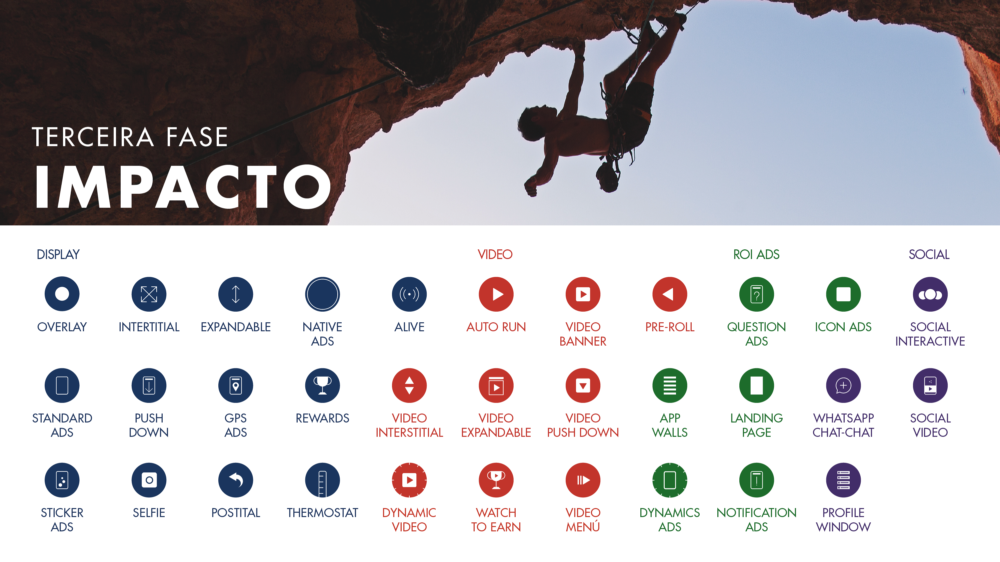 TERCEIRA FASE
IMPACTO
DISPLAY
VIDEO
ROI ADS
SOCIAL
OVERLAY
INTERTITIAL
EXPANDABLE
NATIVE
ADS
ALIVE
AUTO RUN
VIDEO
BANNER
PRE-ROLL
QUESTION
ADS
ICON ADS
SOCIAL
INTERACTIVE
STANDARD
ADS
PUSH
DOWN
GPS
ADS
REWARDS
VIDEO
INTERSTITIAL
VIDEO
EXPANDABLE
VIDEO
PUSH DOWN
APP
WALLS
LANDING
PAGE
WHATSAPP
CHAT-CHAT
SOCIAL
VIDEO
STICKER
ADS
SELFIE
POSTITAL
THERMOSTAT
DYNAMIC
VIDEO
WATCH
TO EARN
VIDEO
MENÚ
DYNAMICS
ADS
NOTIFICATION
ADS
PROFILE
WINDOW